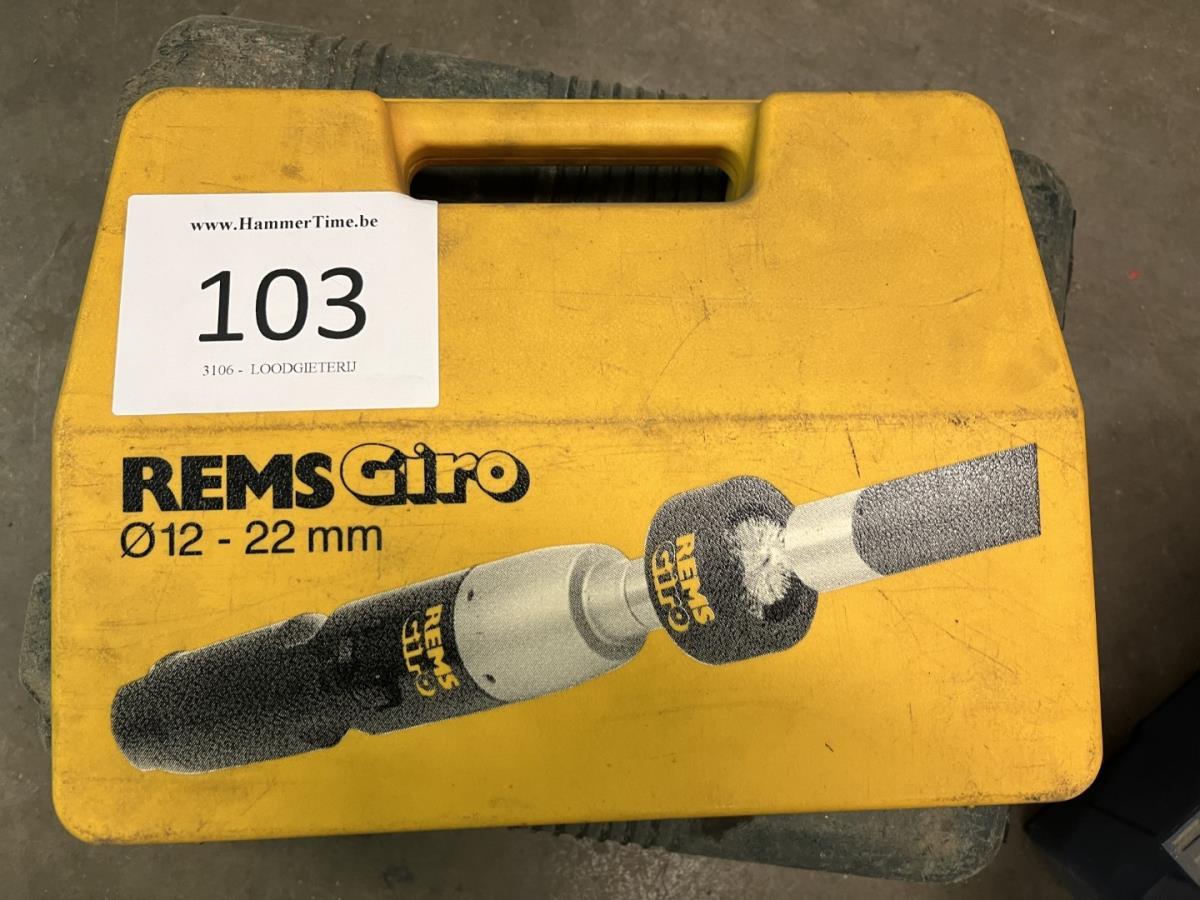 www.HammerTime.be
103
3106 - LOODGIETERIJ
REMS Giro
Ø12 - 22 mm
REMS
Giro
REMS
Giro